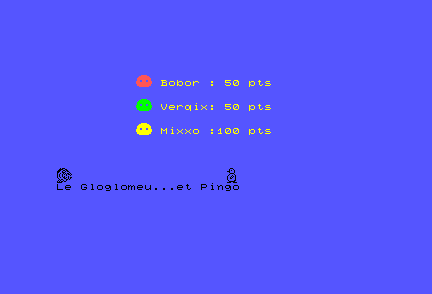 Bobor : 50 pts
Verqix: 50 pts
Mixxo :100 pts
Le Gloglomeu...et Pingo